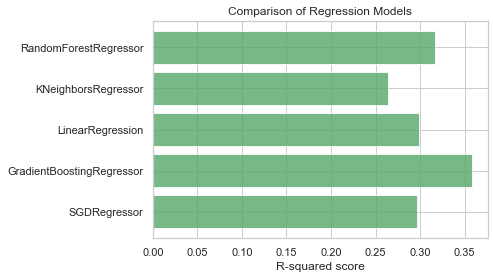 Comparison of Regression Models
RandomForestRegressor
KNeighborsRegressor
LinearRegression
GradientBoostingRegressor
SGDRegressor
0.00 0.05 0.10 0.15 0.20 0.25 0.30 0.35
R-squared score